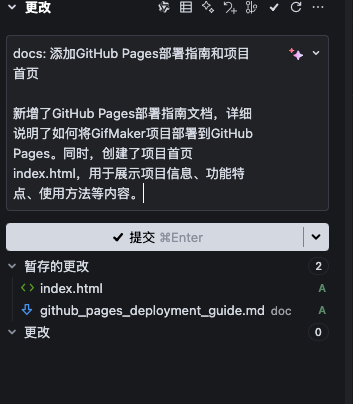 更改
docs: 添加GitHub Pages部署指南和项目
首页
新增了GitHub Pages部署指南文档，详细
说明了如何将GifMaker项目部署到GitHub
Pages。同时，创建了项目首页
index.html，用于展示项目信息、功能特
点、使用方法等内容。
提交 ⌘Enter
暂存的更改 2
index.html A
github_pages_deployment_guide.md doc A
更改 0